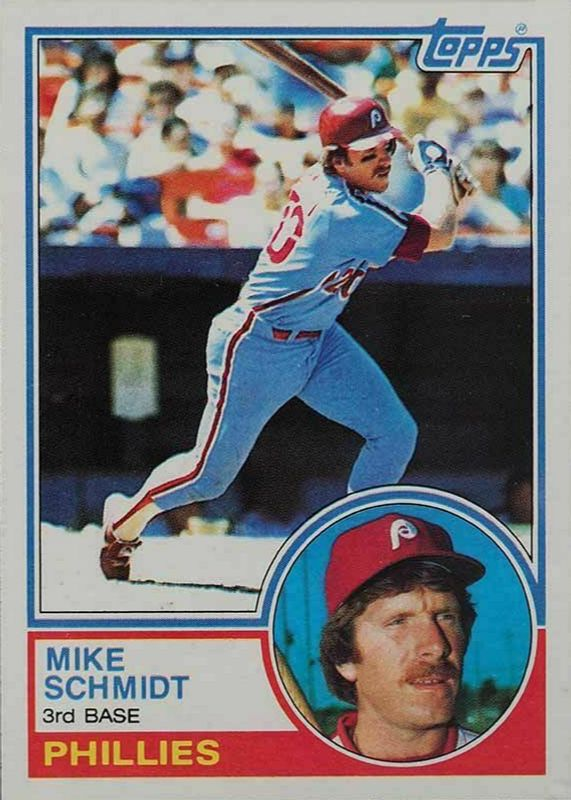 TOPPS
P
P
MIKE
SCHMIDT
3rd BASE
PHILLIES